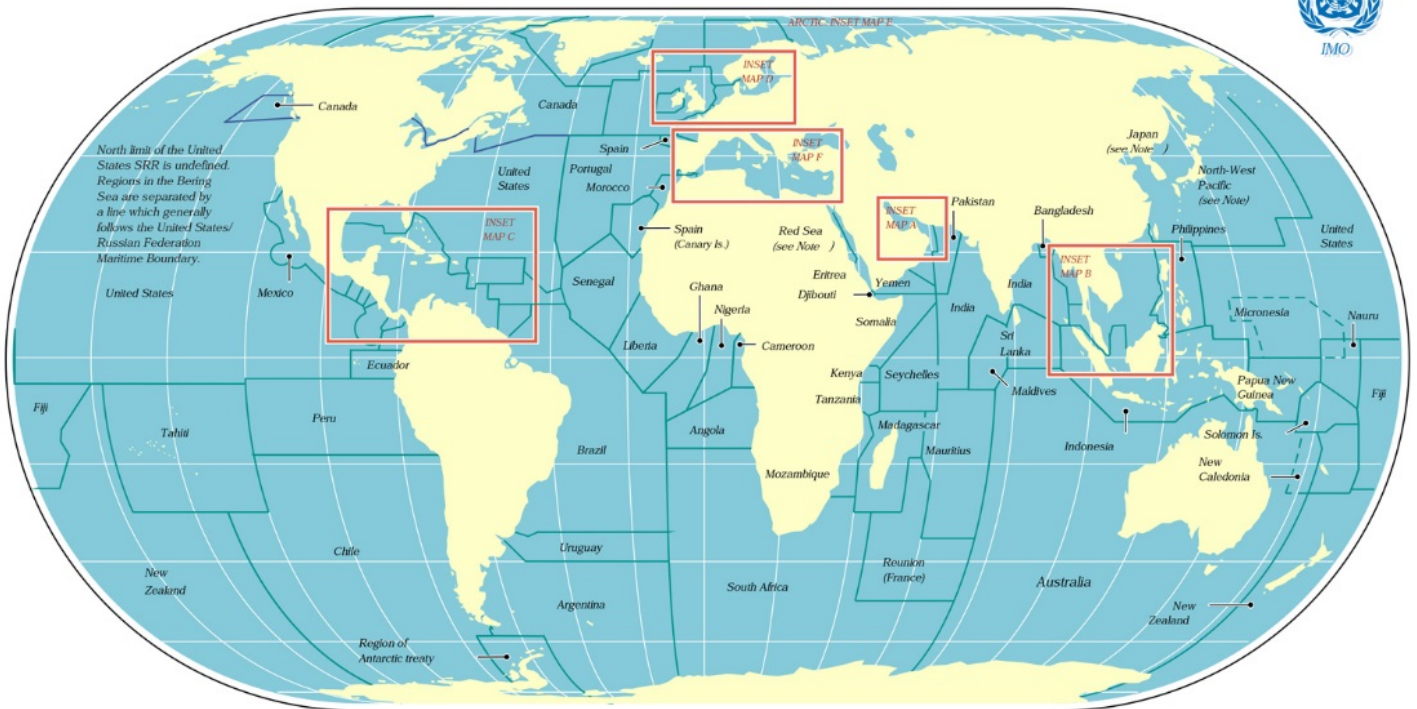 ARCTIC INSET MAP E
IMO
INSET
MAP D
Canada
Canada
North limit of the United
States SRR is undefined.
Regions in the Bering
Sea are separated by
a line which generally
follows the United States/
Russian Federation
Maritime Boundary.
Spain
INSET
MAP F
Japan
(see Note )
United
States
Portugal
Morocco
North-West
Pacific
(see Note)
INSET
MAP C
INSET
MAP A
Pakistan
Bangladesh
Spain
(Canary Is.)
Red Sea
(see Note )
Philippines
United
States
INSET
MAP B
United States
Mexico
Senegal
Ghana
Nigeria
Eritrea
Djibouti
Yemen
Somalia
India
India
Micronesia
Nauru
Liberia
Cameroon
Sri
Lanka
Ecuador
Kenya
Seychelles
Tanzania
Maldives
Papua New
Guinea
Fiji
Fiji
Tahiti
Peru
Brazil
Angola
Madagascar
Mauritius
Indonesia
Solomon Is.
Mozambique
New
Caledonia
Chile
Uruguay
New
Zealand
Argentina
South Africa
Reunion
(France)
Australia
New
Zealand
Region of
Antarctic treaty